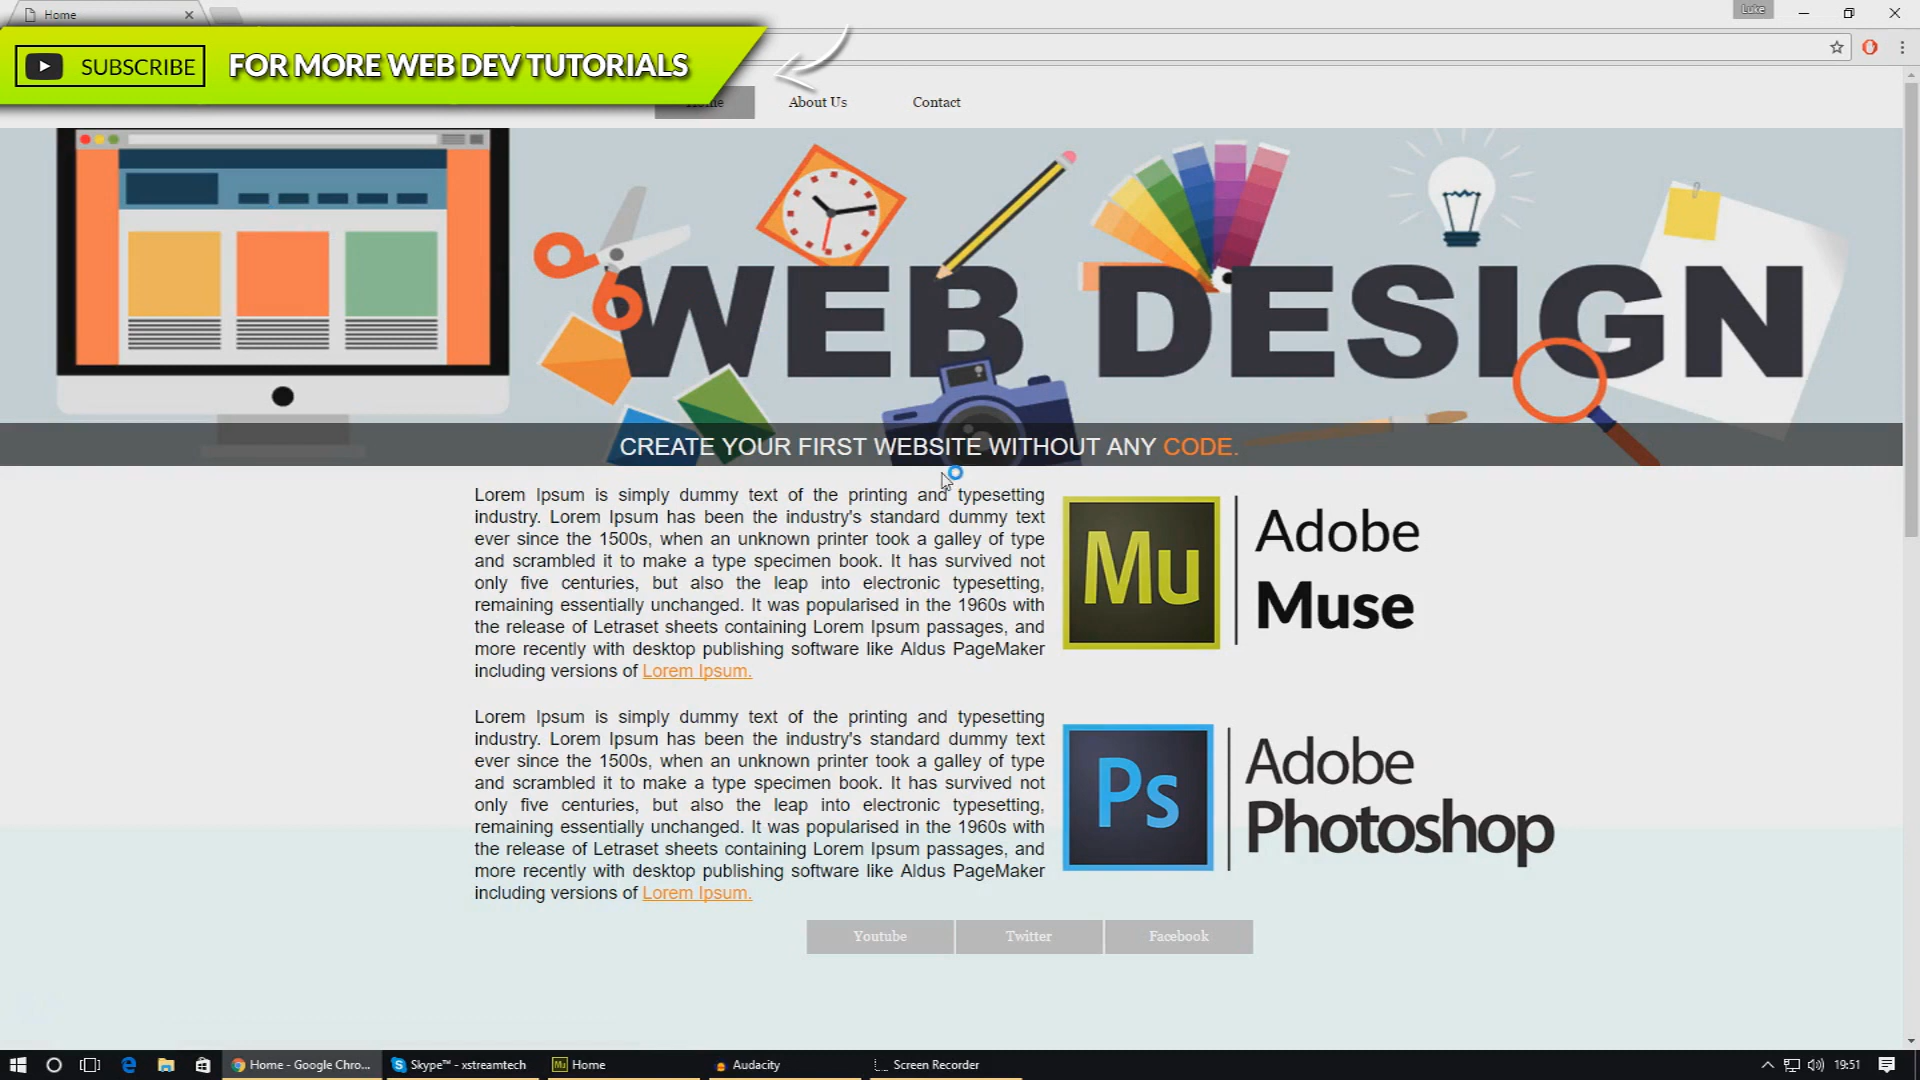 Home
Luke
SUBSCRIBE
FOR MORE WEB DEV TUTORIALS
Home
About Us
Contact
WEB DESIGN
CREATE YOUR FIRST WEBSITE WITHOUT ANY CODE.
Lorem Ipsum is simply dummy text of the printing and typesetting
industry. Lorem Ipsum has been the industry's standard dummy text
ever since the 1500s, when an unknown printer took a galley of type
and scrambled it to make a type specimen book. It has survived not
only five centuries, but also the leap into electronic typesetting,
remaining essentially unchanged. It was popularised in the 1960s with
the release of Letraset sheets containing Lorem Ipsum passages, and
more recently with desktop publishing software like Aldus PageMaker
including versions of Lorem Ipsum.
Mu
Adobe
Muse
Lorem Ipsum is simply dummy text of the printing and typesetting
industry. Lorem Ipsum has been the industry's standard dummy text
ever since the 1500s, when an unknown printer took a galley of type
and scrambled it to make a type specimen book. It has survived not
only five centuries, but also the leap into electronic typesetting,
remaining essentially unchanged. It was popularised in the 1960s with
the release of Letraset sheets containing Lorem Ipsum passages, and
more recently with desktop publishing software like Aldus PageMaker
including versions of Lorem Ipsum.
Ps
Adobe
Photoshop
Youtube
Twitter
Facebook
Home - Google Chro...
Skype™ - xstreamtech
Mu
Home
Audacity
Screen Recorder
19:51